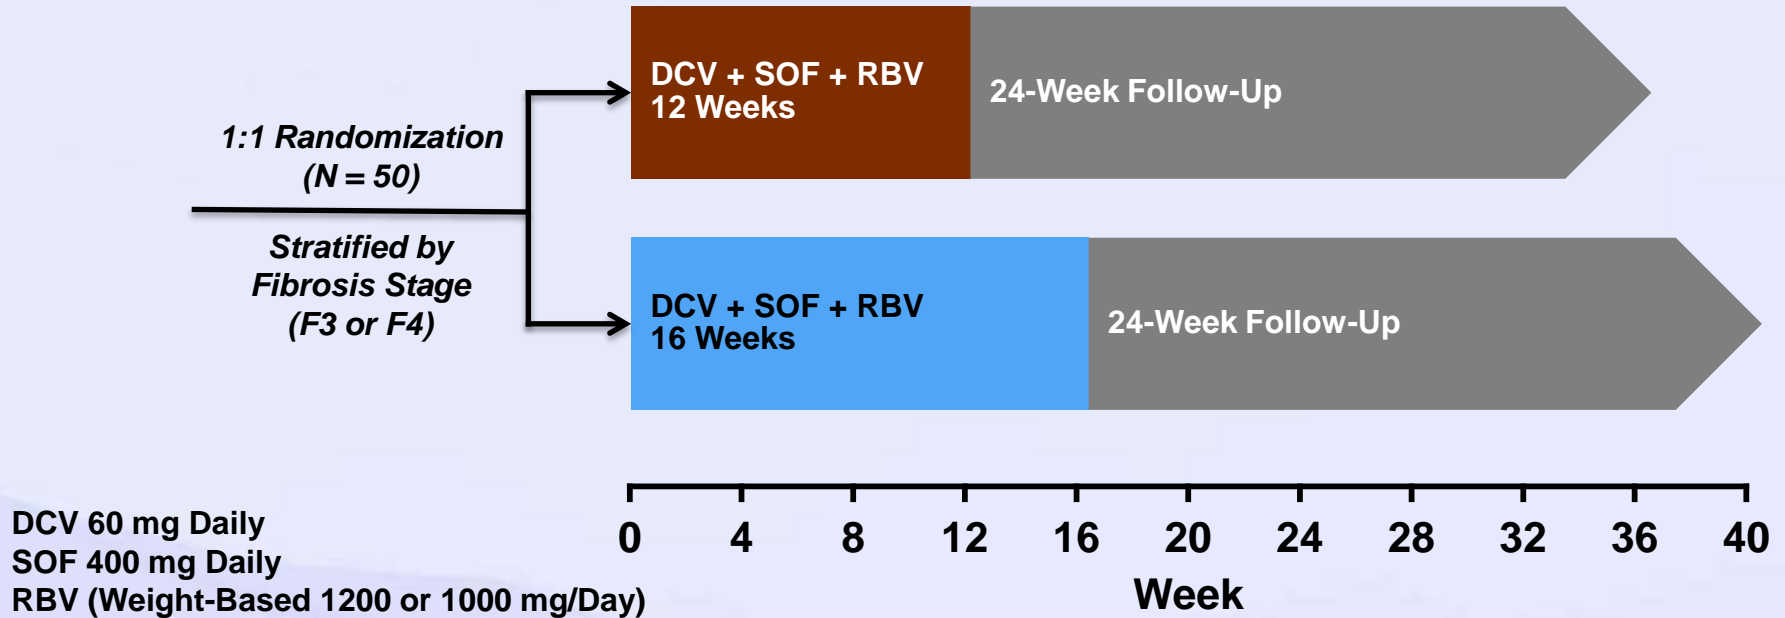 1:1 Randomization
(N = 50)
Stratified by
Fibrosis Stage
(F3 or F4)
DCV + SOF + RBV
12 Weeks
24-Week Follow-Up
DCV + SOF + RBV
16 Weeks
24-Week Follow-Up
0 4 8 12 16 20 24 28 32 36 40
Week
DCV 60 mg Daily
SOF 400 mg Daily
RBV (Weight-Based 1200 or 1000 mg/Day)